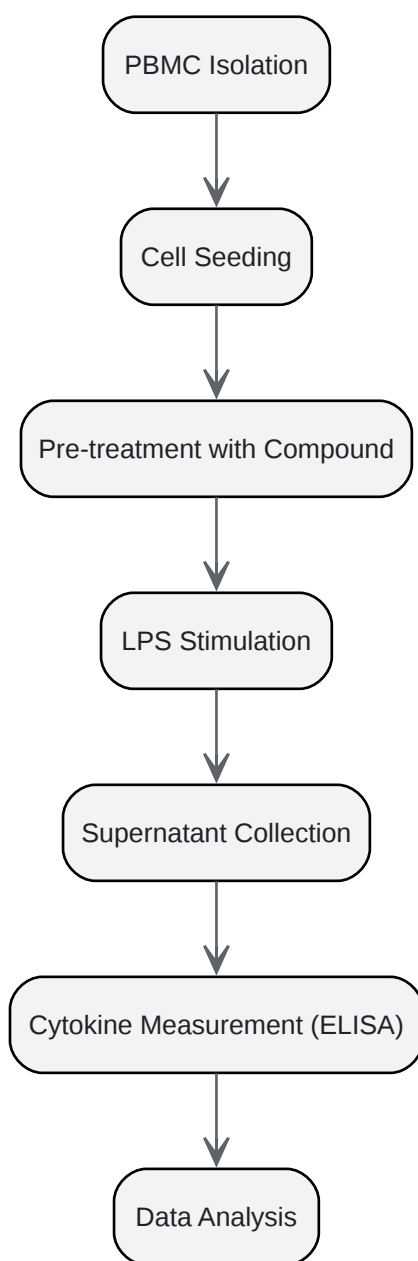 PBMC Isolation
Cell Seeding
Pre-treatment with Compound
LPS Stimulation
Supernatant Collection
Cytokine Measurement (ELISA)
Data Analysis